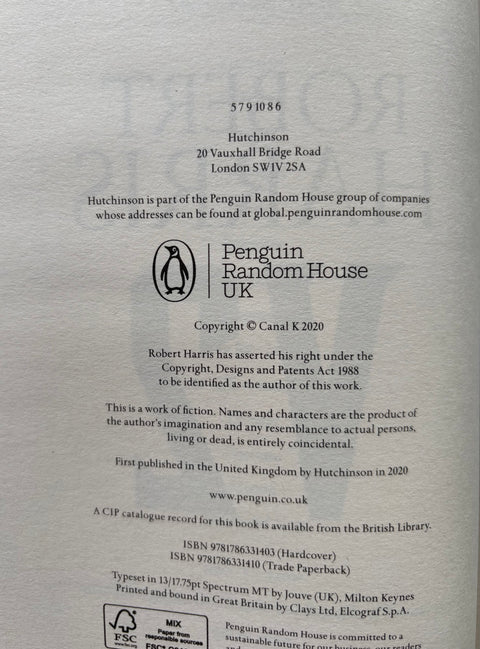 5 7 9 10 8 6
Hutchinson
20 Vauxhall Bridge Road
London SW1V 2SA
Hutchinson is part of the Penguin Random House group of companies
whose addresses can be found at global.penguinrandomhouse.com
Penguin
Random House
UK
Copyright © Canal K 2020
Robert Harris has asserted his right under the
Copyright, Designs and Patents Act 1988
to be identified as the author of this work.
This is a work of fiction. Names and characters are the product of
the author's imagination and any resemblance to actual persons,
living or dead, is entirely coincidental.
First published in the United Kingdom by Hutchinson in 2020
www.penguin.co.uk
A CIP catalogue record for this book is available from the British Library.
ISBN 9781786331403 (Hardcover)
ISBN 9781786331410 (Trade Paperback)
Typeset in 13/17.75pt Spectrum MT by Jouve (UK), Milton Keynes
Printed and bound in Great Britain by Clays Ltd, Elcograf S.p.A.
FSC
www.fsc.org
MIX
Paper from
responsible sources
Penguin Random House is committed to a
sustainable future for our business, our readers